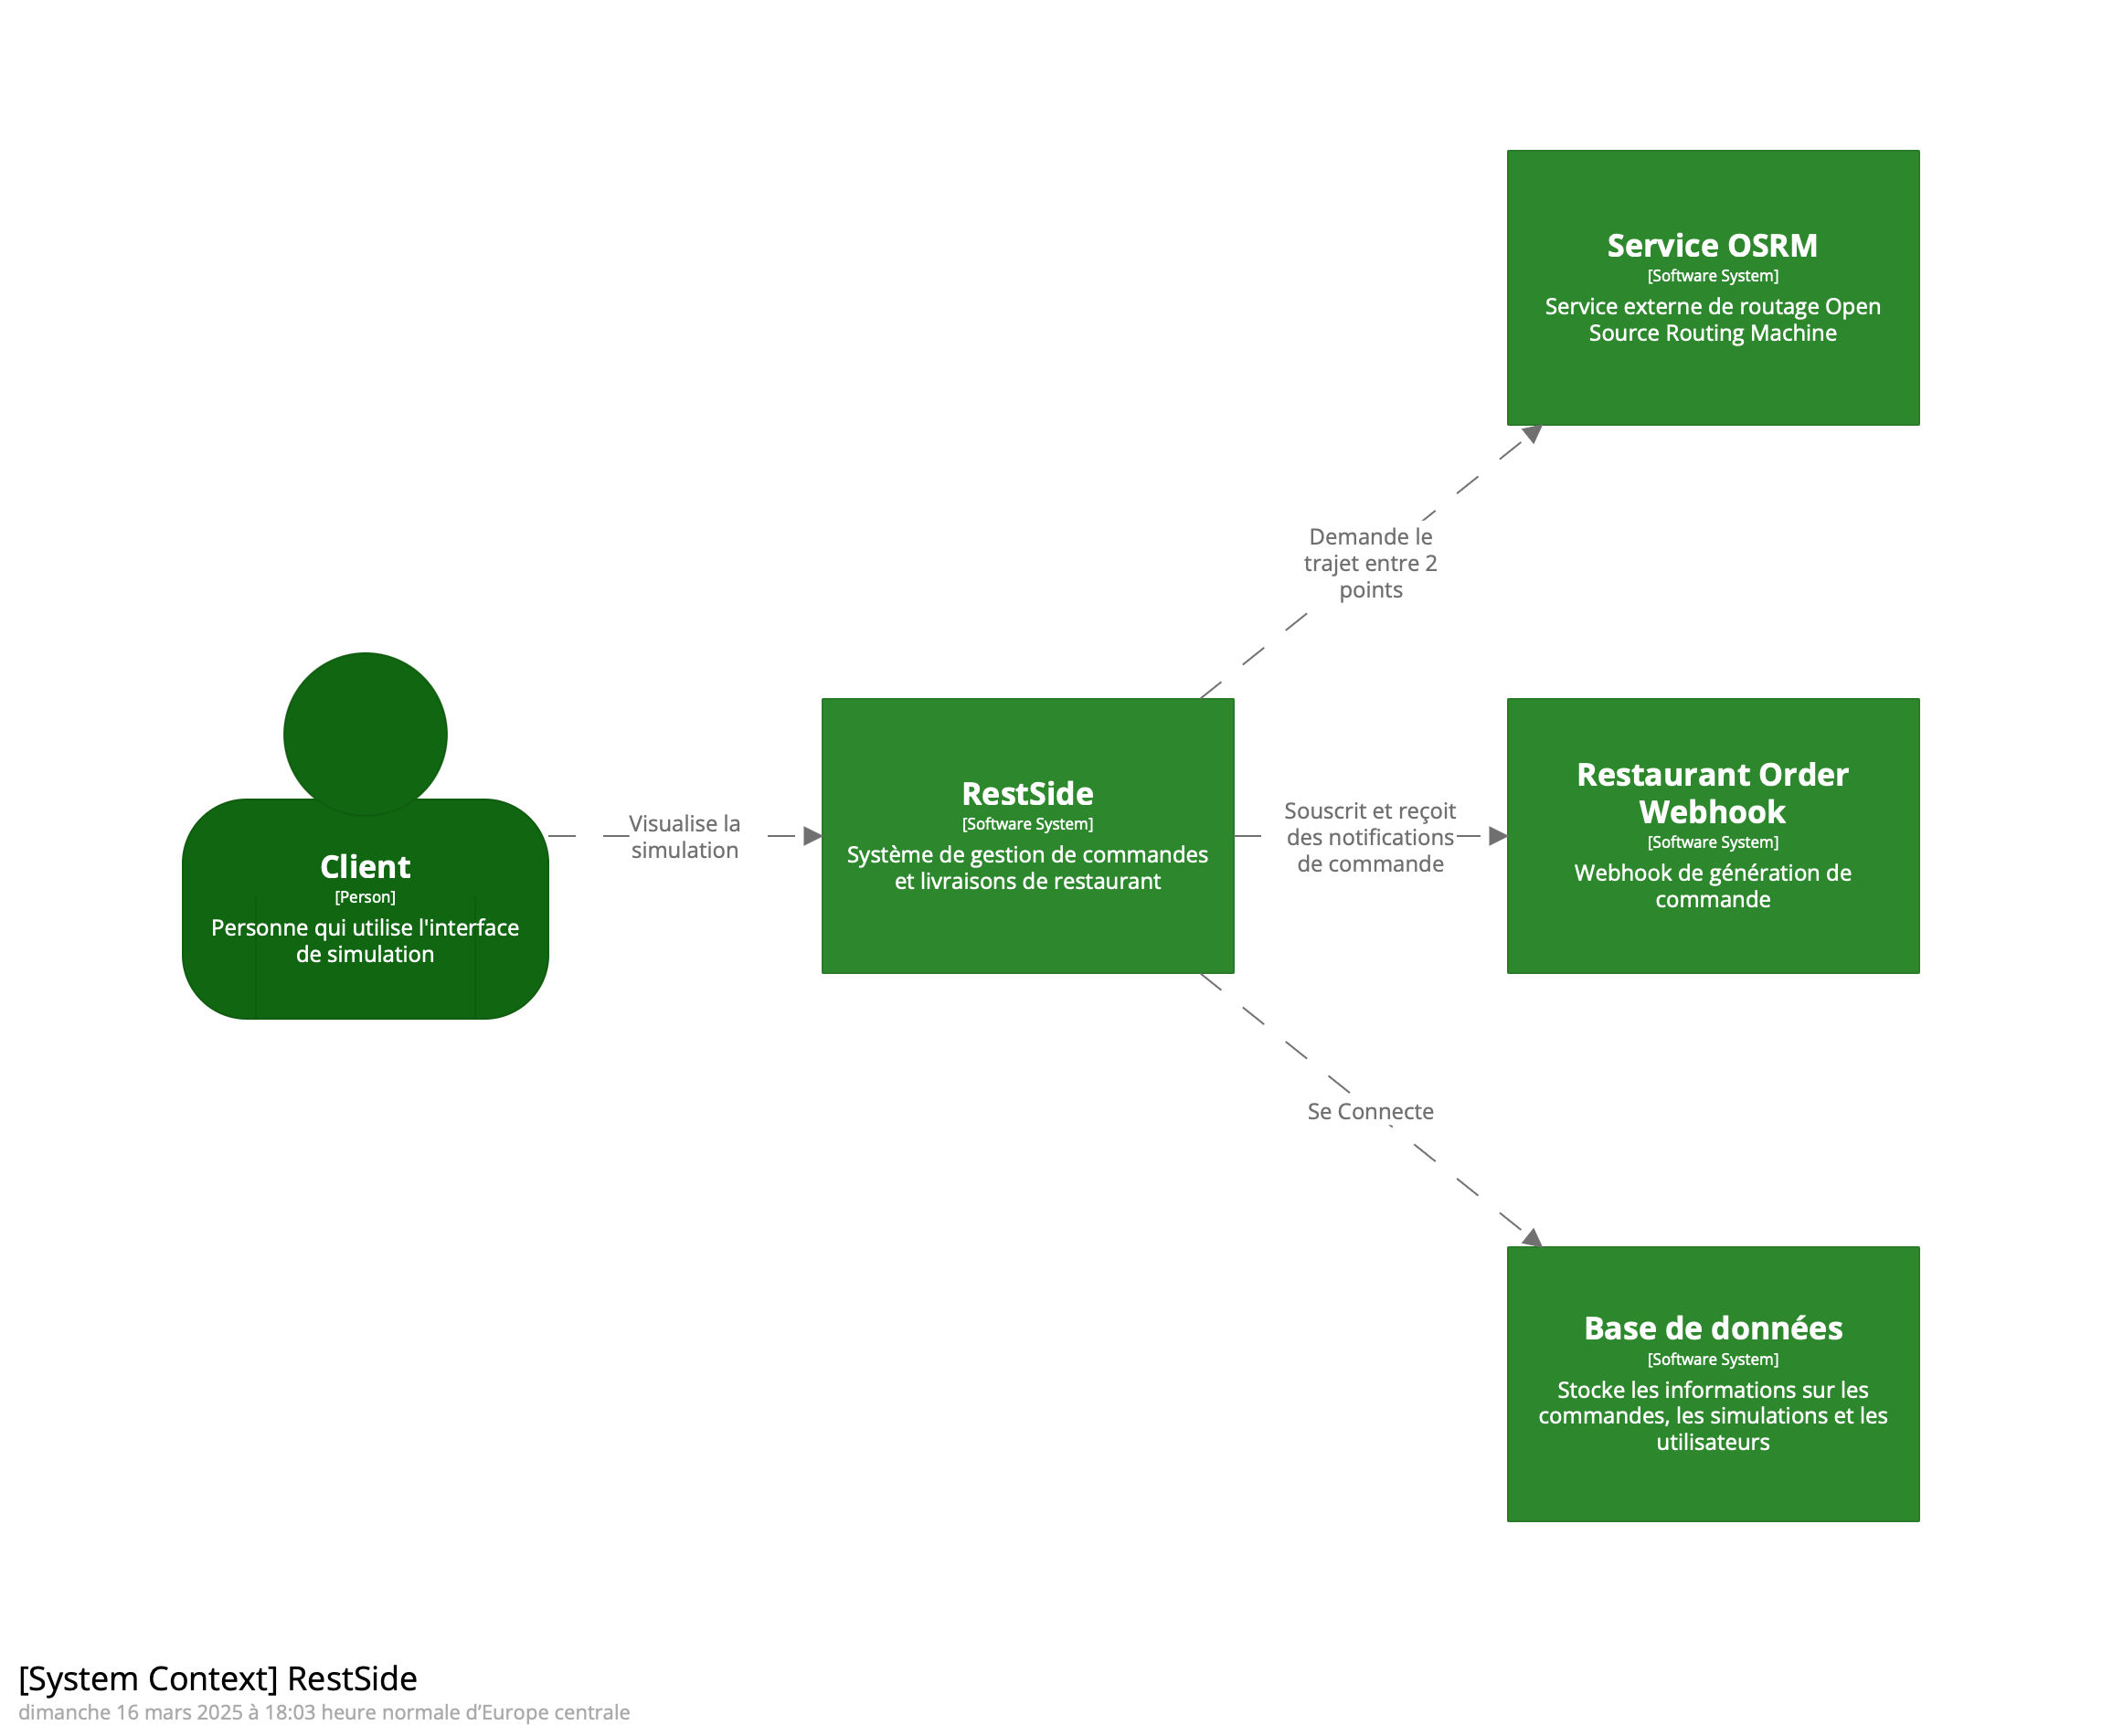 Service OSRM
[Software System]
Service externe de routage Open
Source Routing Machine
Demande le
trajet entre 2
points
Client
[Person]
Personne qui utilise l'interface
de simulation
Visualise la
simulation
RestSide
[Software System]
Système de gestion de commandes
et livraisons de restaurant
Souscrit et reçoit
des notifications
de commande
Restaurant Order
Webhook
[Software System]
Webhook de génération de
commande
Se Connecte
Base de données
[Software System]
Stocke les informations sur les
commandes, les simulations et les
utilisateurs
[System Context] RestSide
dimanche 16 mars 2025 à 18:03 heure normale d’Europe centrale